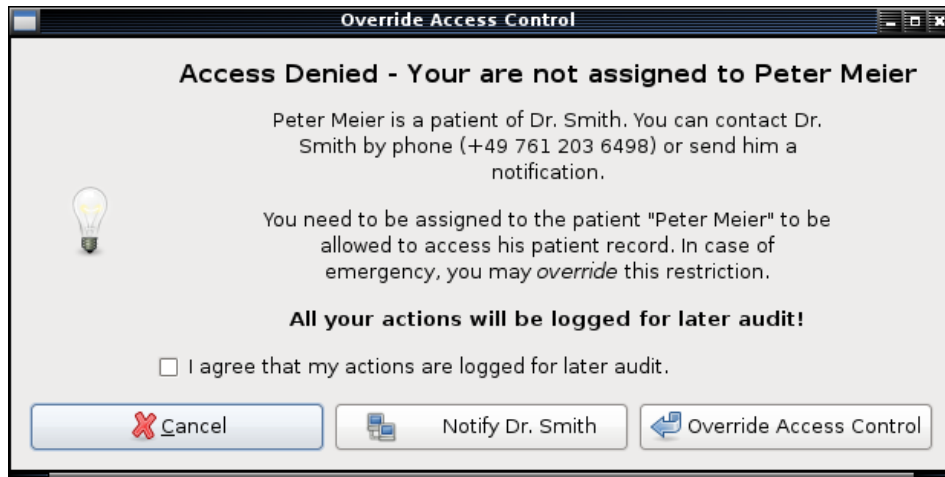 Override Access Control
Access Denied - Your are not assigned to Peter Meier
Peter Meier is a patient of Dr. Smith. You can contact Dr.
Smith by phone (+49 761 203 6498) or send him a
notification.
You need to be assigned to the patient "Peter Meier" to be
allowed to access his patient record. In case of
emergency, you may override this restriction.
All your actions will be logged for later audit!
I agree that my actions are logged for later audit.
Cancel
Notify Dr. Smith
Override Access Control